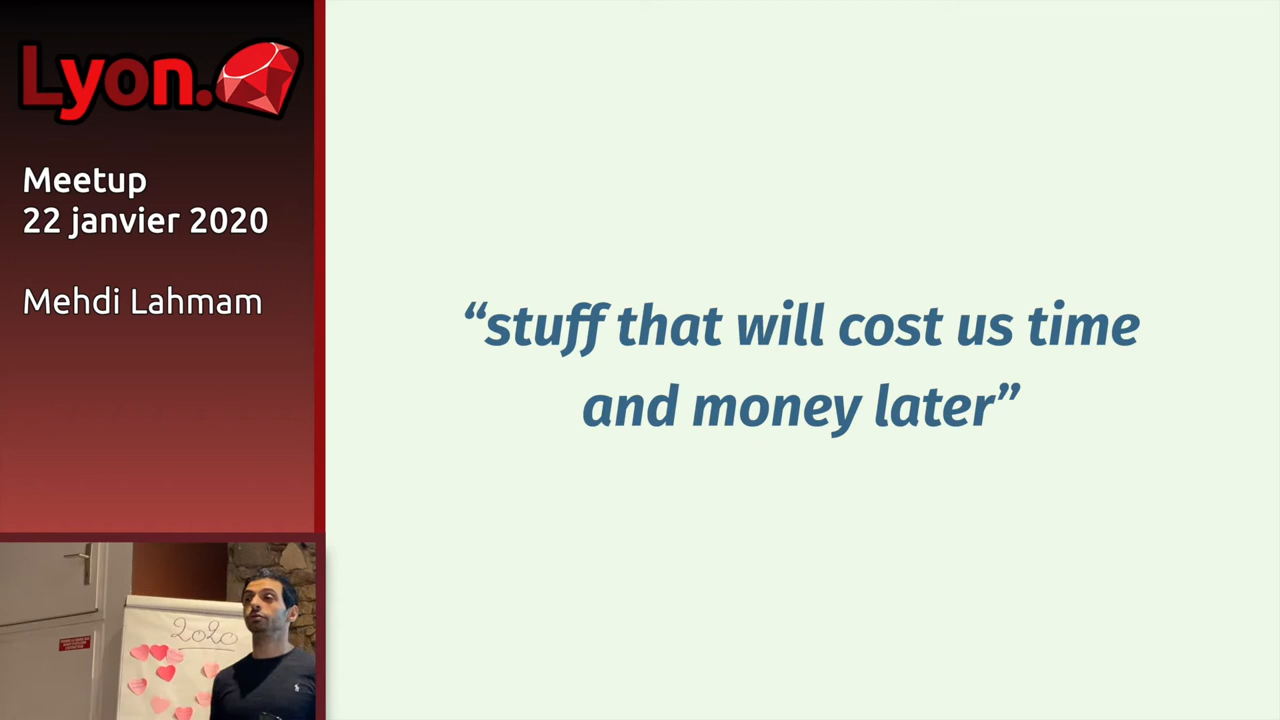 Lyon.
Meetup
22 janvier 2020
Mehdi Lahmam
“stuff that will cost us time
and money later”
2020